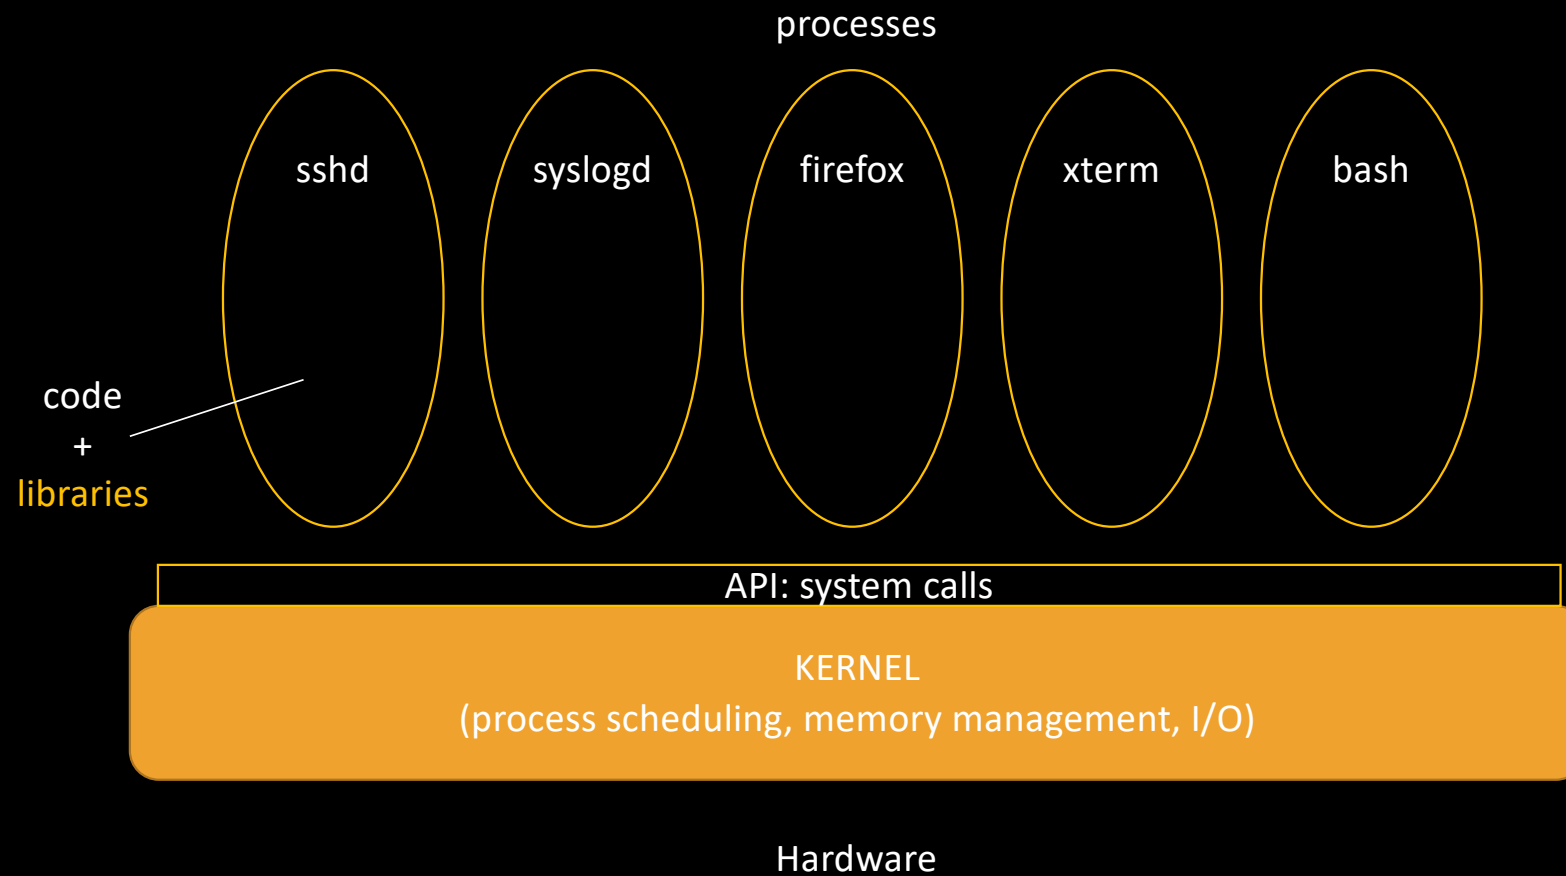 processes
sshd
syslogd
firefox
xterm
bash
code
+
libraries
API: system calls
KERNEL
(process scheduling, memory management, I/O)
Hardware